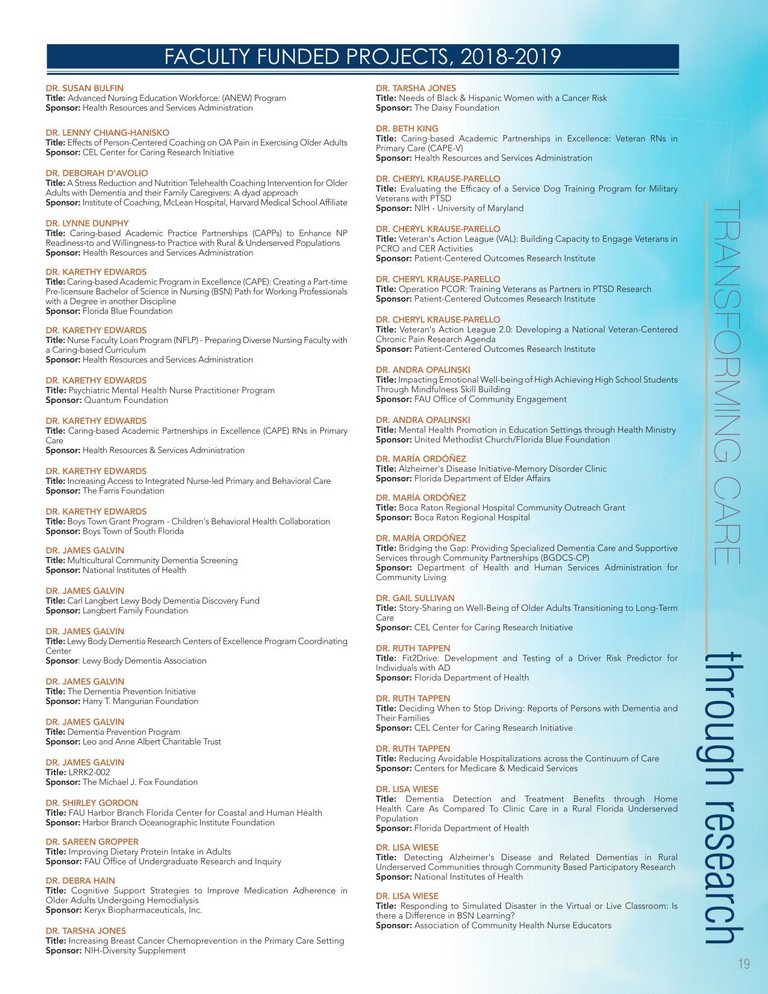 FACULTY FUNDED PROJECTS, 2018-2019
DR. SUSAN BULFIN
Title: Advanced Nursing Education Workforce: (ANEW) Program
Sponsor: Health Resources and Services Administration
DR. LENNY CHIANG-HANISKO
Title: Effects of Person-Centered Coaching on OA Pain in Exercising Older Adults
Sponsor: CEL Center for Caring Research Initiative
DR. DEBORAH D'AVOLIO
Title: A Stress Reduction and Nutrition Telehealth Coaching Intervention for Older
Adults with Dementia and their Family Caregivers: A dyad approach
Sponsor: Institute of Coaching, McLean Hospital, Harvard Medical School Affiliate
DR. LYNNE DUNPHY
Title: Caring-based Academic Practice Partnerships (CAPPs) to Enhance NP
Readiness-to and Willingness-to Practice with Rural & Underserved Populations
Sponsor: Health Resources and Services Administration
DR. KARETHY EDWARDS
Title: Caring-based Academic Program in Excellence (CAPE): Creating a Part-time
Pre-licensure Bachelor of Science in Nursing (BSN) Path for Working Professionals
with a Degree in another Discipline
Sponsor: Florida Blue Foundation
DR. KARETHY EDWARDS
Title: Nurse Faculty Loan Program (NFLP) - Preparing Diverse Nursing Faculty with
a Caring-based Curriculum
Sponsor: Health Resources and Services Administration
DR. KARETHY EDWARDS
Title: Psychiatric Mental Health Nurse Practitioner Program
Sponsor: Quantum Foundation
DR. KARETHY EDWARDS
Title: Caring-based Academic Partnerships in Excellence (CAPE) RNs in Primary
Care
Sponsor: Health Resources & Services Administration
DR. KARETHY EDWARDS
Title: Increasing Access to Integrated Nurse-led Primary and Behavioral Care
Sponsor: The Farris Foundation
DR. KARETHY EDWARDS
Title: Boys Town Grant Program - Children's Behavioral Health Collaboration
Sponsor: Boys Town of South Florida
DR. JAMES GALVIN
Title: Multicultural Community Dementia Screening
Sponsor: National Institutes of Health
DR. JAMES GALVIN
Title: Carl Langbert Lewy Body Dementia Discovery Fund
Sponsor: Langbert Family Foundation
DR. JAMES GALVIN
Title: Lewy Body Dementia Research Centers of Excellence Program Coordinating
Center
Sponsor: Lewy Body Dementia Association
DR. JAMES GALVIN
Title: The Dementia Prevention Initiative
Sponsor: Harry T. Mangurian Foundation
DR. JAMES GALVIN
Title: Dementia Prevention Program
Sponsor: Leo and Anne Albert Charitable Trust
DR. JAMES GALVIN
Title: LRRK2-002
Sponsor: The Michael J. Fox Foundation
DR. SHIRLEY GORDON
Title: FAU Harbor Branch Florida Center for Coastal and Human Health
Sponsor: Harbor Branch Oceanographic Institute Foundation
DR. SAREEN GROPPER
Title: Improving Dietary Protein Intake in Adults
Sponsor: FAU Office of Undergraduate Research and Inquiry
DR. DEBRA HAIN
Title: Cognitive Support Strategies to Improve Medication Adherence in
Older Adults Undergoing Hemodialysis
Sponsor: Keryx Biopharmaceuticals, Inc.
DR. TARSHA JONES
Title: Increasing Breast Cancer Chemoprevention in the Primary Care Setting
Sponsor: NIH-Diversity Supplement
DR. TARSHA JONES
Title: Needs of Black & Hispanic Women with a Cancer Risk
Sponsor: The Daisy Foundation
DR. BETH KING
Title: Caring-based Academic Partnerships in Excellence: Veteran RNs in
Primary Care (CAPE-V)
Sponsor: Health Resources and Services Administration
DR. CHERYL KRAUSE-PARELLO
Title: Evaluating the Efficacy of a Service Dog Training Program for Military
Veterans with PTSD
Sponsor: NIH - University of Maryland
DR. CHERYL KRAUSE-PARELLO
Title: Veteran's Action League (VAL): Building Capacity to Engage Veterans in
PCRO and CER Activities
Sponsor: Patient-Centered Outcomes Research Institute
DR. CHERYL KRAUSE-PARELLO
Title: Operation PCOR: Training Veterans as Partners in PTSD Research
Sponsor: Patient-Centered Outcomes Research Institute
DR. CHERYL KRAUSE-PARELLO
Title: Veteran's Action League 2.0: Developing a National Veteran-Centered
Chronic Pain Research Agenda
Sponsor: Patient-Centered Outcomes Research Institute
DR. ANDRA OPALINSKI
Title: Impacting Emotional Well-being of High Achieving High School Students
Through Mindfulness Skill Building
Sponsor: FAU Office of Community Engagement
DR. ANDRA OPALINSKI
Title: Mental Health Promotion in Education Settings through Health Ministry
Sponsor: United Methodist Church/Florida Blue Foundation
DR. MARÍA ORDÓÑEZ
Title: Alzheimer's Disease Initiative-Memory Disorder Clinic
Sponsor: Florida Department of Elder Affairs
DR. MARÍA ORDÓÑEZ
Title: Boca Raton Regional Hospital Community Outreach Grant
Sponsor: Boca Raton Regional Hospital
DR. MARÍA ORDÓÑEZ
Title: Bridging the Gap: Providing Specialized Dementia Care and Supportive
Services through Community Partnerships (BGDCS-CP)
Sponsor: Department of Health and Human Services Administration for
Community Living
DR. GAIL SULLIVAN
Title: Story-Sharing on Well-Being of Older Adults Transitioning to Long-Term
Care
Sponsor: CEL Center for Caring Research Initiative
DR. RUTH TAPPEN
Title: Fit2Drive: Development and Testing of a Driver Risk Predictor for
Individuals with AD
Sponsor: Florida Department of Health
DR. RUTH TAPPEN
Title: Deciding When to Stop Driving: Reports of Persons with Dementia and
Their Families
Sponsor: CEL Center for Caring Research Initiative
DR. RUTH TAPPEN
Title: Reducing Avoidable Hospitalizations across the Continuum of Care
Sponsor: Centers for Medicare & Medicaid Services
DR. LISA WIESE
Title: Dementia Detection and Treatment Benefits through Home
Health Care As Compared To Clinic Care in a Rural Florida Underserved
Population
Sponsor: Florida Department of Health
DR. LISA WIESE
Title: Detecting Alzheimer's Disease and Related Dementias in Rural
Underserved Communities through Community Based Participatory Research
Sponsor: National Institutes of Health
DR. LISA WIESE
Title: Responding to Simulated Disaster in the Virtual or Live Classroom: Is
there a Difference in BSN Learning?
Sponsor: Association of Community Health Nurse Educators
TRANSFORMING CARE
through research
19